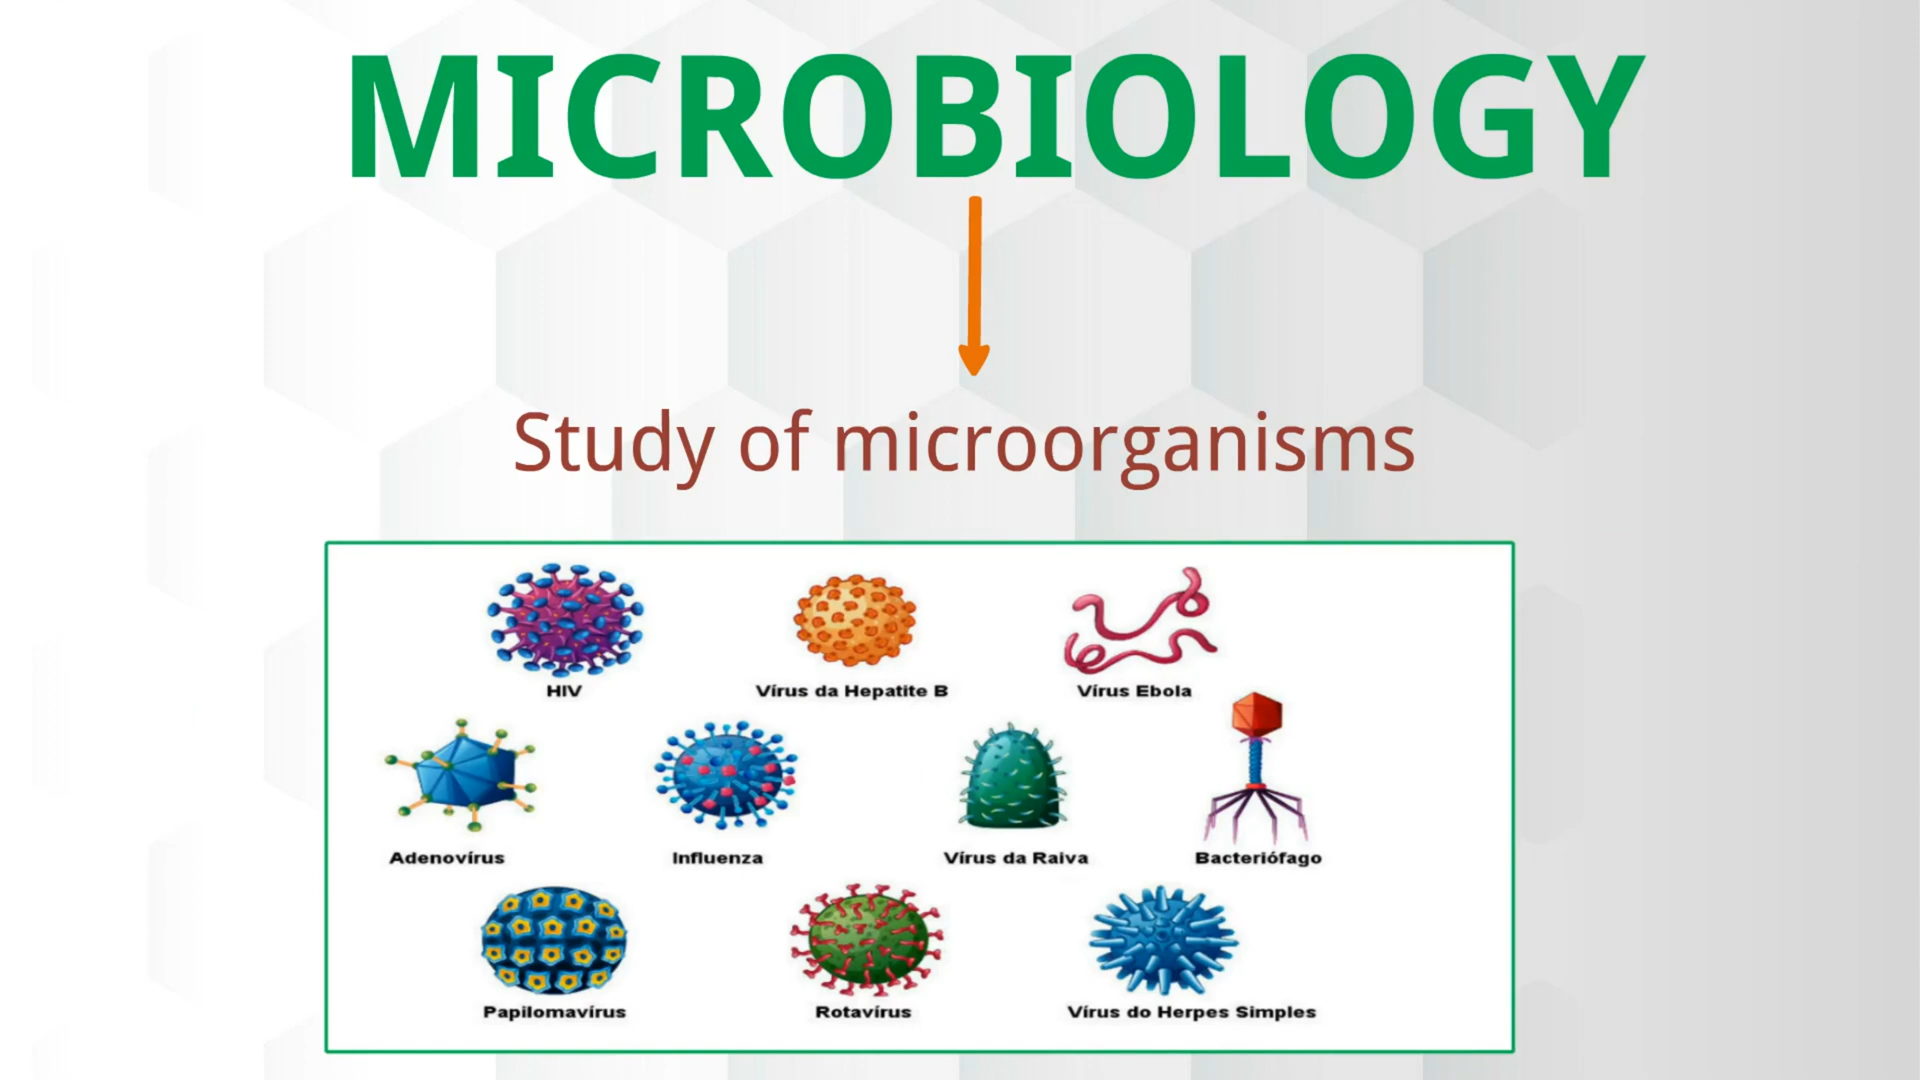 MICROBIOLOGY
Study of microorganisms
HIV
Vírus da Hepatite B
Vírus Ebola
Adenovírus
Influenza
Vírus da Raiva
Bacteriófago
Papilomavírus
Rotavírus
Vírus do Herpes Simples